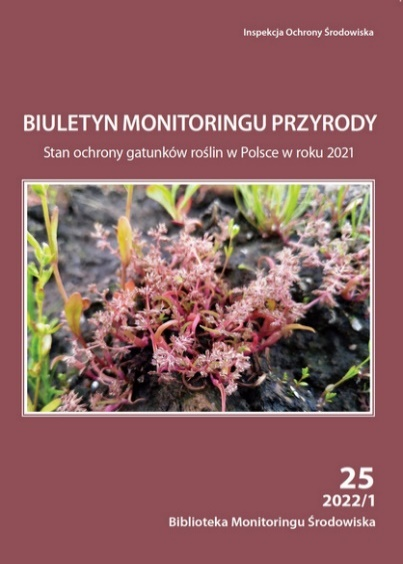 Inspekcja Ochrony Środowiska
BIULETYN MONITORINGU PRZYRODY
Stan ochrony gatunków roślin w Polsce w roku 2021
25
2022/1
Biblioteka Monitoringu Środowiska